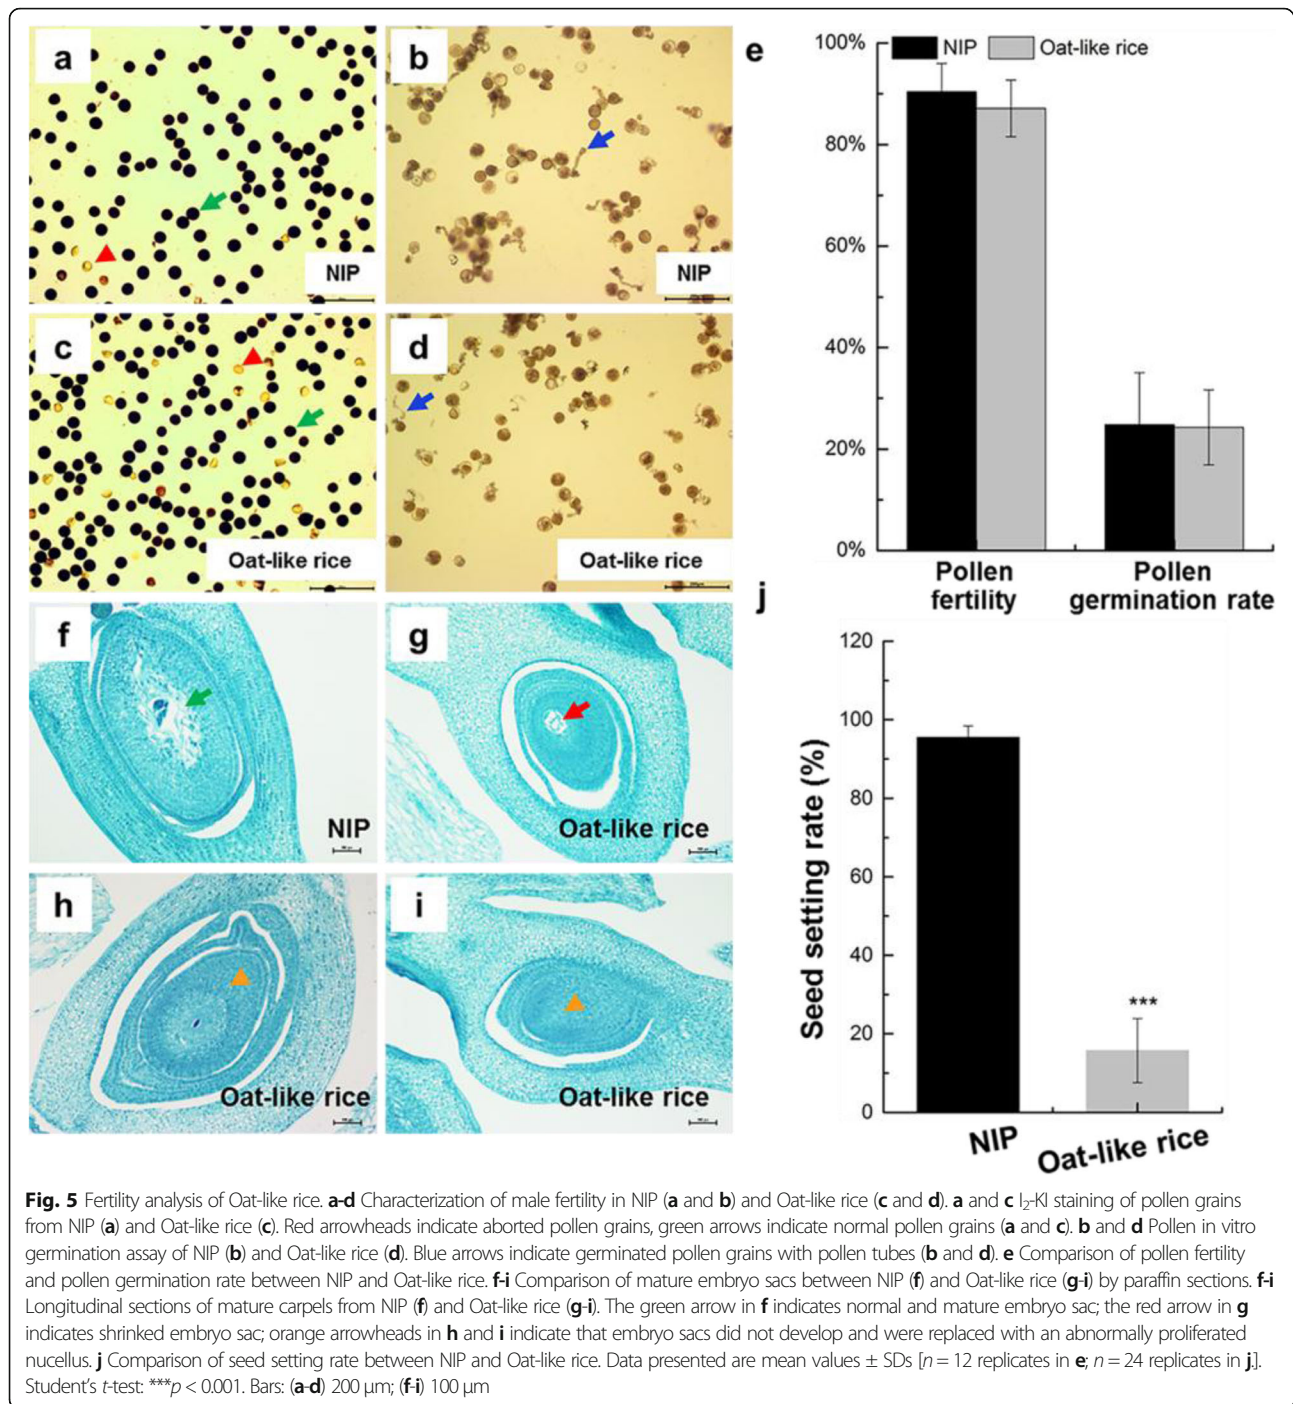 a
b
NIP
NIP
c
d
Oat-like rice
Oat-like rice
e
100%
80%
60%
40%
20%
0%
NIP
Oat-like rice
Pollen
fertility
Pollen
germination rate
f
g
NIP
Oat-like rice
h
i
Oat-like rice
Oat-like rice
j
120
100
80
60
40
20
0
Seed setting rate (%)
***
NIP
Oat-like rice
Fig. 5 Fertility analysis of Oat-like rice. a-d Characterization of male fertility in NIP (a and b) and Oat-like rice (c and d). a and c I₂-KI staining of pollen grains
from NIP (a) and Oat-like rice (c). Red arrowheads indicate aborted pollen grains, green arrows indicate normal pollen grains (a and c). b and d Pollen in vitro
germination assay of NIP (b) and Oat-like rice (d). Blue arrows indicate germinated pollen grains with pollen tubes (b and d). e Comparison of pollen fertility
and pollen germination rate between NIP and Oat-like rice. f-i Comparison of mature embryo sacs between NIP (f) and Oat-like rice (g-i) by paraffin sections. f-i
Longitudinal sections of mature carpels from NIP (f) and Oat-like rice (g-i). The green arrow in f indicates normal and mature embryo sac; the red arrow in g
indicates shrinked embryo sac; orange arrowheads in h and i indicate that embryo sacs did not develop and were replaced with an abnormally proliferated
nucellus. j Comparison of seed setting rate between NIP and Oat-like rice. Data presented are mean values ± SDs [n = 12 replicates in e; n = 24 replicates in j.].
Student's t-test: ***p < 0.001. Bars: (a-d) 200 μm; (f-i) 100 μm